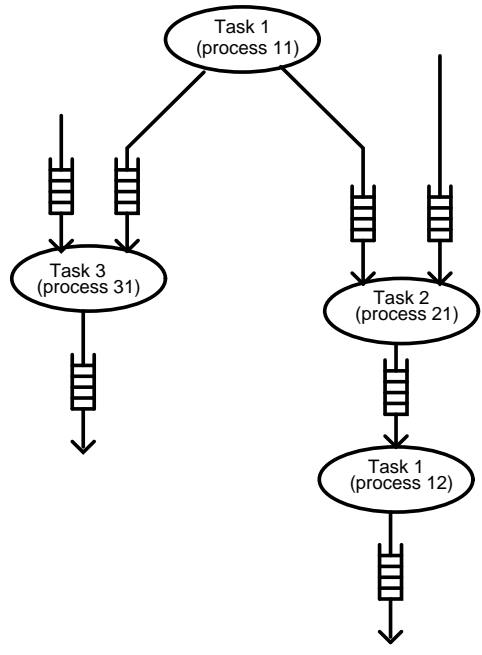 Task 1
(process 11)
Task 3
(process 31)
Task 2
(process 21)
Task 1
(process 12)